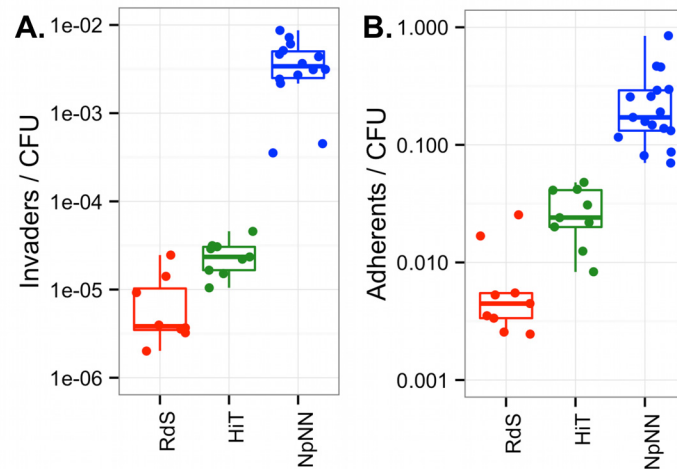 A.
Invaders / CFU
1e-02
1e-03
1e-04
1e-05
1e-06
RdS
HiT
NpNN
B.
Adherents / CFU
1.000
0.100
0.010
0.001
RdS
HiT
NpNN